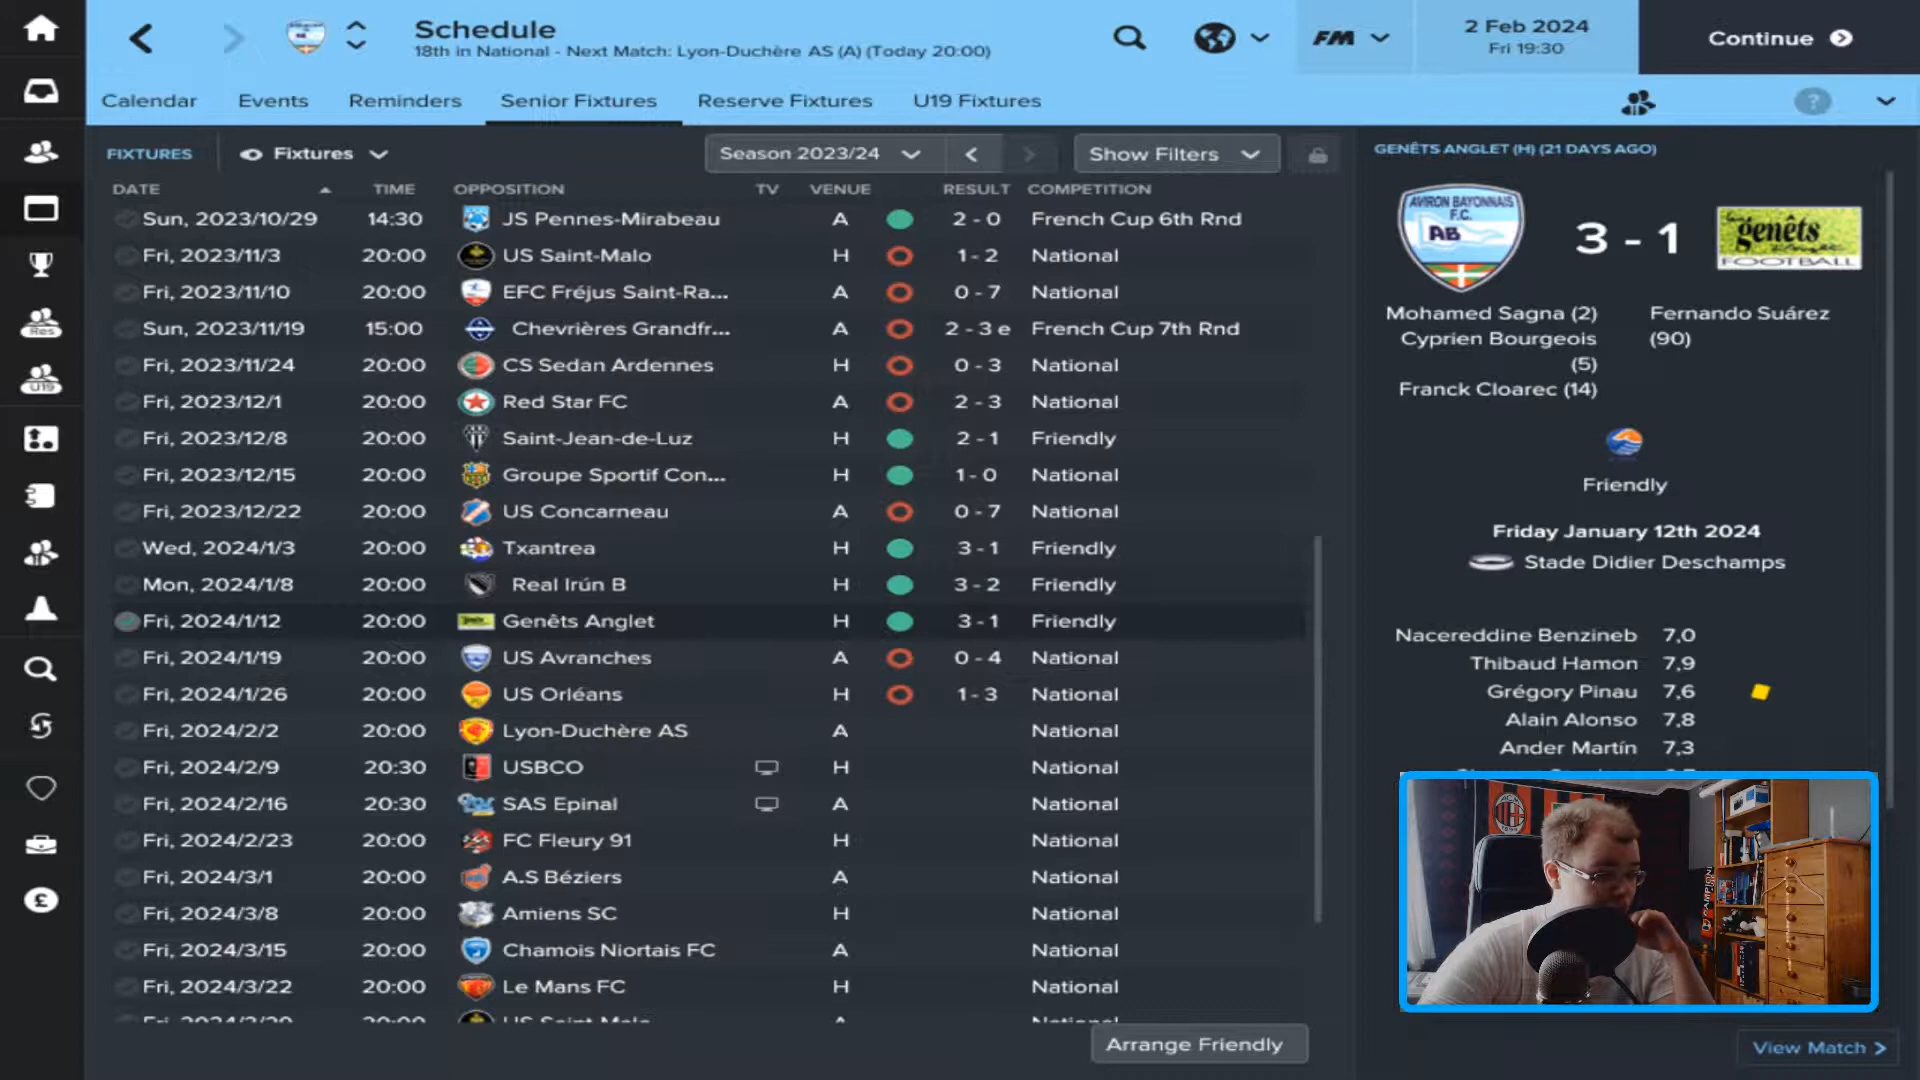 Schedule
18th in National - Next Match: Lyon-Duchère AS (A) (Today 20:00)
FM
2 Feb 2024
Fri 19:30
Continue
Calendar Events Reminders Senior Fixtures Reserve Fixtures U19 Fixtures
?
FIXTURES Fixtures Season 2023/24 Show Filters
DATE TIME OPPOSITION TV VENUE RESULT COMPETITION
Sun, 2023/10/29 14:30 JS Pennes-Mirabeau A 2 - 0 French Cup 6th Rnd
Fri, 2023/11/3 20:00 US Saint-Malo H 1 - 2 National
Fri, 2023/11/10 20:00 EFC Fréjus Saint-Ra... A 0 - 7 National
Sun, 2023/11/19 15:00 Chevrières Grandfr... A 2 - 3 e French Cup 7th Rnd
Fri, 2023/11/24 20:00 CS Sedan Ardennes H 0 - 3 National
Fri, 2023/12/1 20:00 Red Star FC A 2 - 3 National
Fri, 2023/12/8 20:00 Saint-Jean-de-Luz H 2 - 1 Friendly
Fri, 2023/12/15 20:00 Groupe Sportif Con... H 1 - 0 National
Fri, 2023/12/22 20:00 US Concarneau A 0 - 7 National
Wed, 2024/1/3 20:00 Txantrea H 3 - 1 Friendly
Mon, 2024/1/8 20:00 Real Irún B H 3 - 2 Friendly
Fri, 2024/1/12 20:00 Genêts Anglet H 3 - 1 Friendly
Fri, 2024/1/19 20:00 US Avranches A 0 - 4 National
Fri, 2024/1/26 20:00 US Orléans H 1 - 3 National
Fri, 2024/2/2 20:00 Lyon-Duchère AS A National
Fri, 2024/2/9 20:30 USBCO H National
Fri, 2024/2/16 20:30 SAS Epinal A National
Fri, 2024/2/23 20:00 FC Fleury 91 H National
Fri, 2024/3/1 20:00 A.S Béziers A National
Fri, 2024/3/8 20:00 Amiens SC H National
Fri, 2024/3/15 20:00 Chamois Niortais FC A National
Fri, 2024/3/22 20:00 Le Mans FC H National
Arrange Friendly
GENÊTS ANGLET (H) (21 DAYS AGO)
AVIRON BAYONNAIS
F.C.
AB
3 - 1
genêts
FOOTBALL
Mohamed Sagna (2)
Cyprien Bourgeois
(5)
Franck Cloarec (14)
Fernando Suárez
(90)
Friendly
Friday January 12th 2024
Stade Didier Deschamps
Nacereddine Benzineb 7,0
Thibaud Hamon 7,9
Grégory Pinau 7,6
Alain Alonso 7,8
Ander Martín 7,3
View Match
Res
U19
ACM